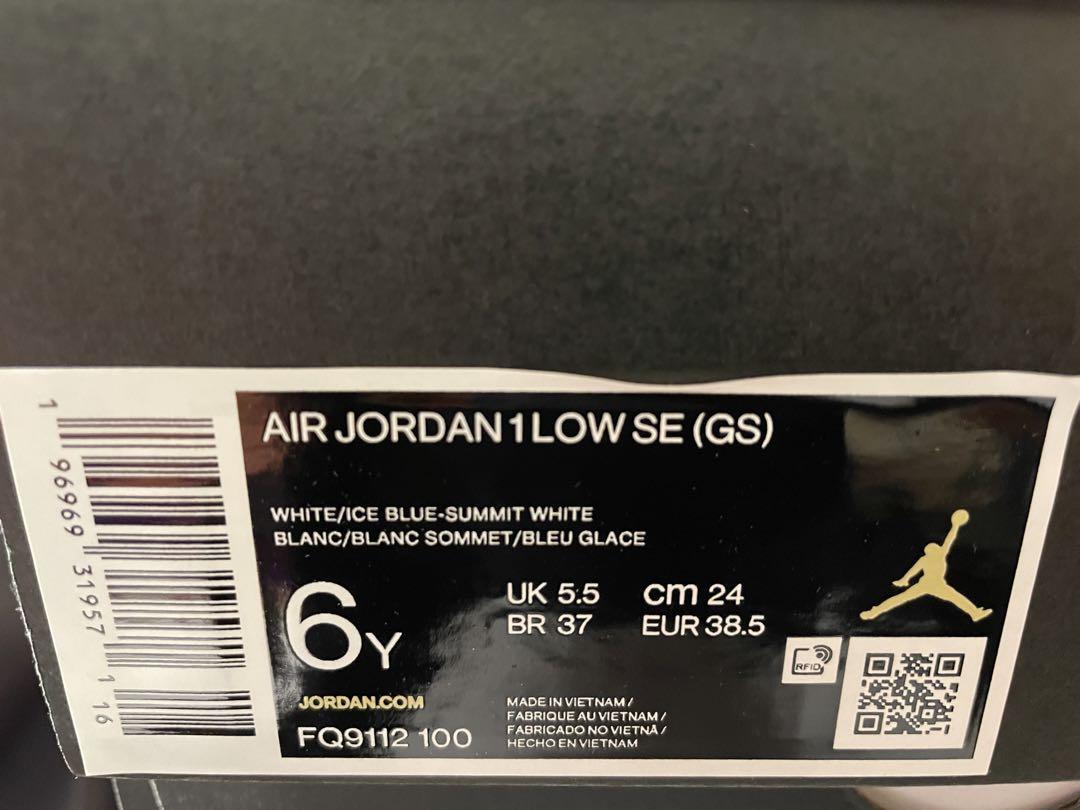 AIR JORDAN 1 LOW SE (GS)
WHITE/ICE BLUE-SUMMIT WHITE
BLANC/BLANC SOMMET/BLEU GLACE
6Y
UK 5.5 cm 24
BR 37 EUR 38.5
RFID
JORDAN.COM
FQ9112 100
MADE IN VIETNAM /
FABRIQUE AU VIETNAM /
FABRICADO NO VIETNÃ /
HECHO EN VIETNAM
1 96969 31957 1 16